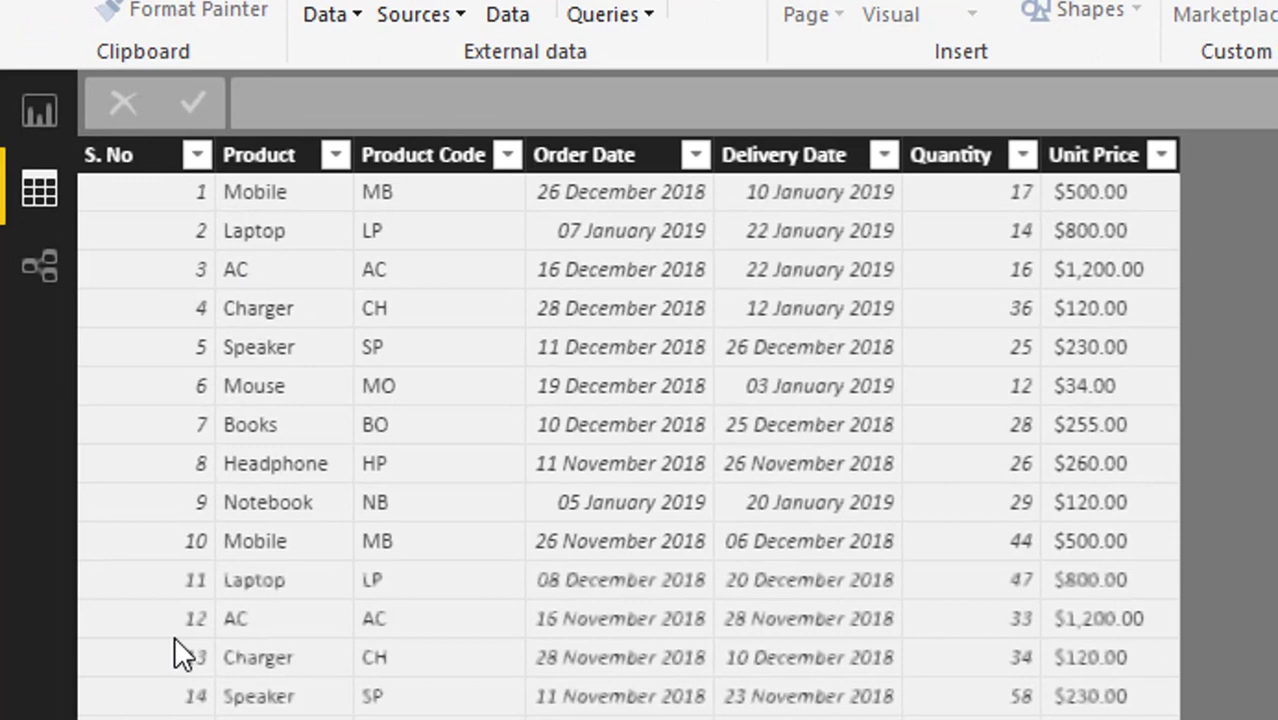 Format Painter
Data Sources Data Queries Page Visual Shapes Marketplac
Clipboard External data Insert Custom
S. No Product Product Code Order Date Delivery Date Quantity Unit Price
1 Mobile MB 26 December 2018 10 January 2019 17 $500.00
2 Laptop LP 07 January 2019 22 January 2019 14 $800.00
3 AC AC 16 December 2018 22 January 2019 16 $1,200.00
4 Charger CH 28 December 2018 12 January 2019 36 $120.00
5 Speaker SP 11 December 2018 26 December 2018 25 $230.00
6 Mouse MO 19 December 2018 03 January 2019 12 $34.00
7 Books BO 10 December 2018 25 December 2018 28 $255.00
8 Headphone HP 11 November 2018 26 November 2018 26 $260.00
9 Notebook NB 05 January 2019 20 January 2019 29 $120.00
10 Mobile MB 26 November 2018 06 December 2018 44 $500.00
11 Laptop LP 08 December 2018 20 December 2018 47 $800.00
12 AC AC 16 November 2018 28 November 2018 33 $1,200.00
3 Charger CH 28 November 2018 10 December 2018 34 $120.00
14 Speaker SP 11 November 2018 23 November 2018 58 $230.00